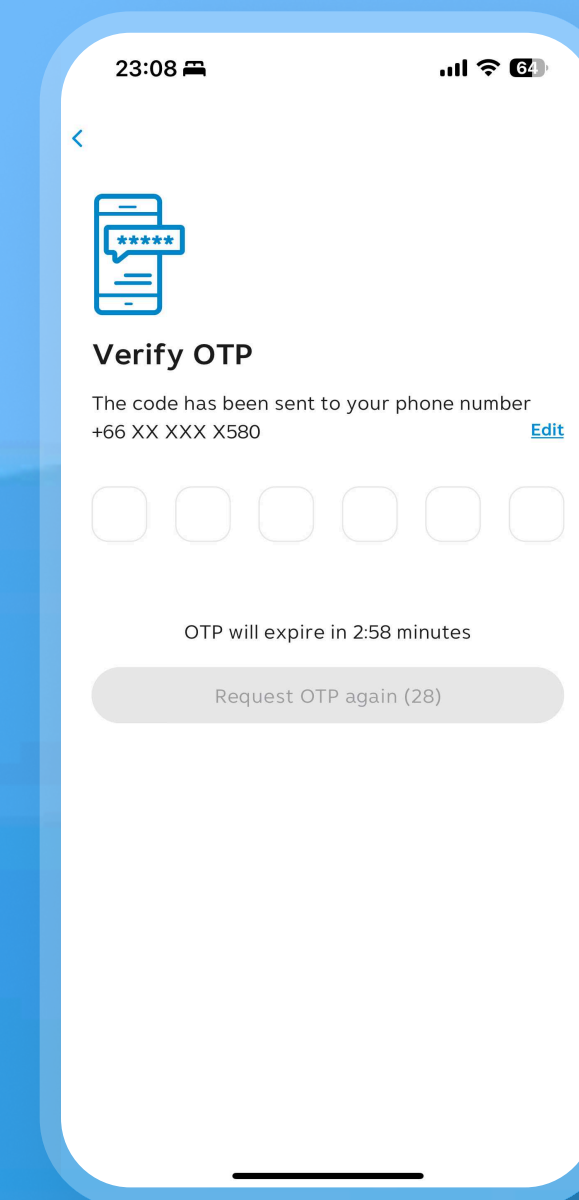 23:08
64
*****
Verify OTP
The code has been sent to your phone number
+66 XX XXX X580
Edit
OTP will expire in 2:58 minutes
Request OTP again (28)